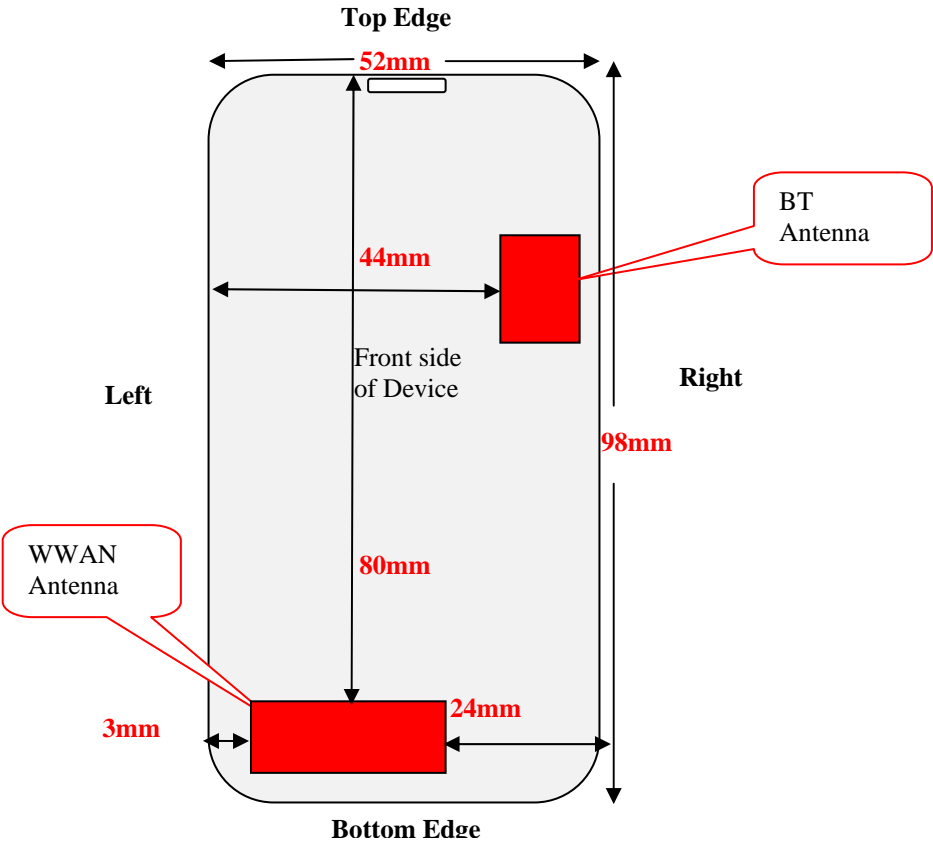 Top Edge
52mm
BT
Antenna
44mm
Front side
of Device
Right
Left
98mm
WWAN
Antenna
80mm
24mm
3mm
Bottom Edge